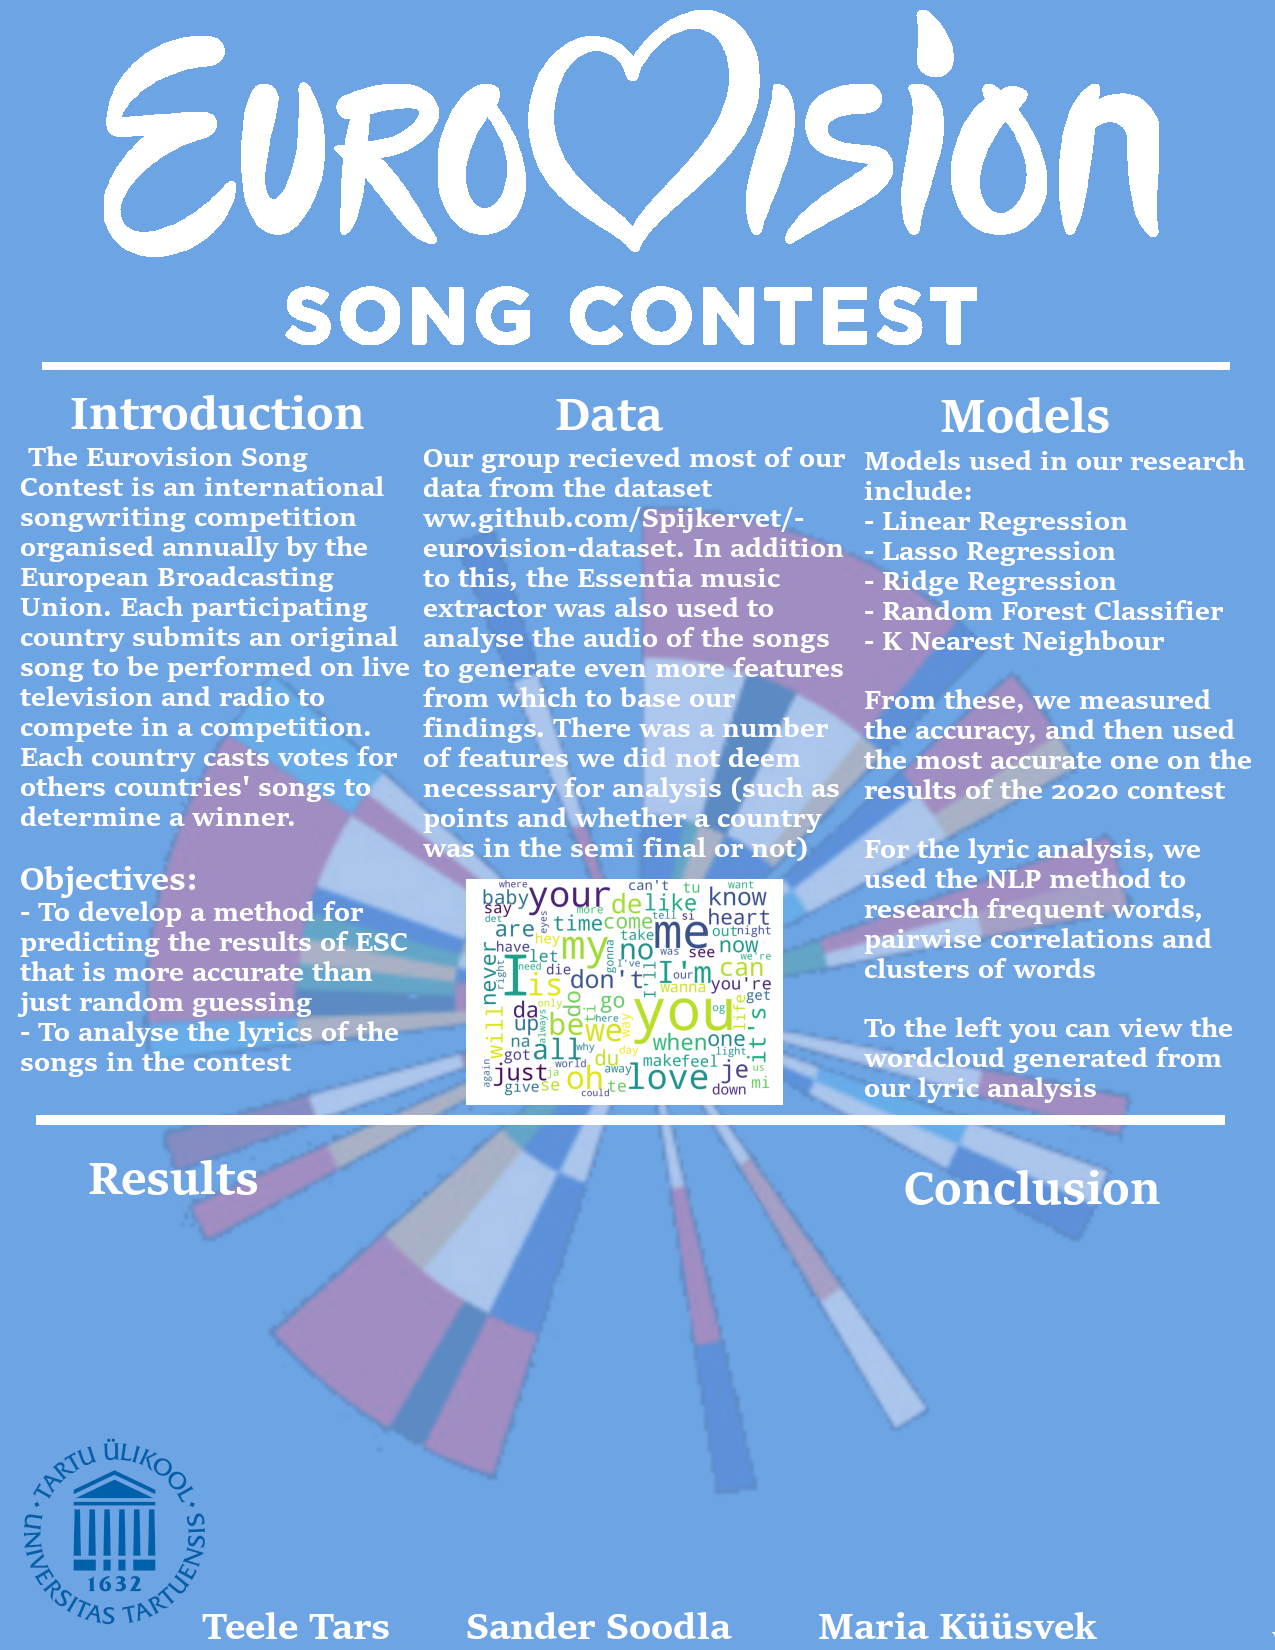 EUROVISION
SONG CONTEST
Introduction
The Eurovision Song
Contest is an international
songwriting competition
organised annually by the
European Broadcasting
Union. Each participating
country submits an original
song to be performed on live
television and radio to
compete in a competition.
Each country casts votes for
others countries' songs to
determine a winner.
Objectives:
- To develop a method for
predicting the results of ESC
that is more accurate than
just random guessing
- To analyse the lyrics of the
songs in the contest
Data
Our group recieved most of our
data from the dataset
ww.github.com/Spijkervet/-
eurovision-dataset. In addition
to this, the Essentia music
extractor was also used to
analyse the audio of the songs
to generate even more features
from which to base our
findings. There was a number
of features we did not deem
necessary for analysis (such as
points and whether a country
was in the semi final or not)
where can't tu want
baby your de like know
say more tell si heart
det are eyes time come me out night
have hey my take no was see now we're
never let gonna I've our
right need die don't I'll I'm can
I is wanna you're
da only do ti go you og life get
up always be we here way it's
will na when one
got all why du day light
again world makefeel us
just ja oh away love je mi
give se could te down
Models
Models used in our research
include:
- Linear Regression
- Lasso Regression
- Ridge Regression
- Random Forest Classifier
- K Nearest Neighbour
From these, we measured
the accuracy, and then used
the most accurate one on the
results of the 2020 contest
For the lyric analysis, we
used the NLP method to
research frequent words,
pairwise correlations and
clusters of words
To the left you can view the
wordcloud generated from
our lyric analysis
Results
Conclusion
TARTU ÜLIKOOL · UNIVERSITAS TARTUENSIS ·
1632
Teele Tars Sander Soodla Maria Küüsvek